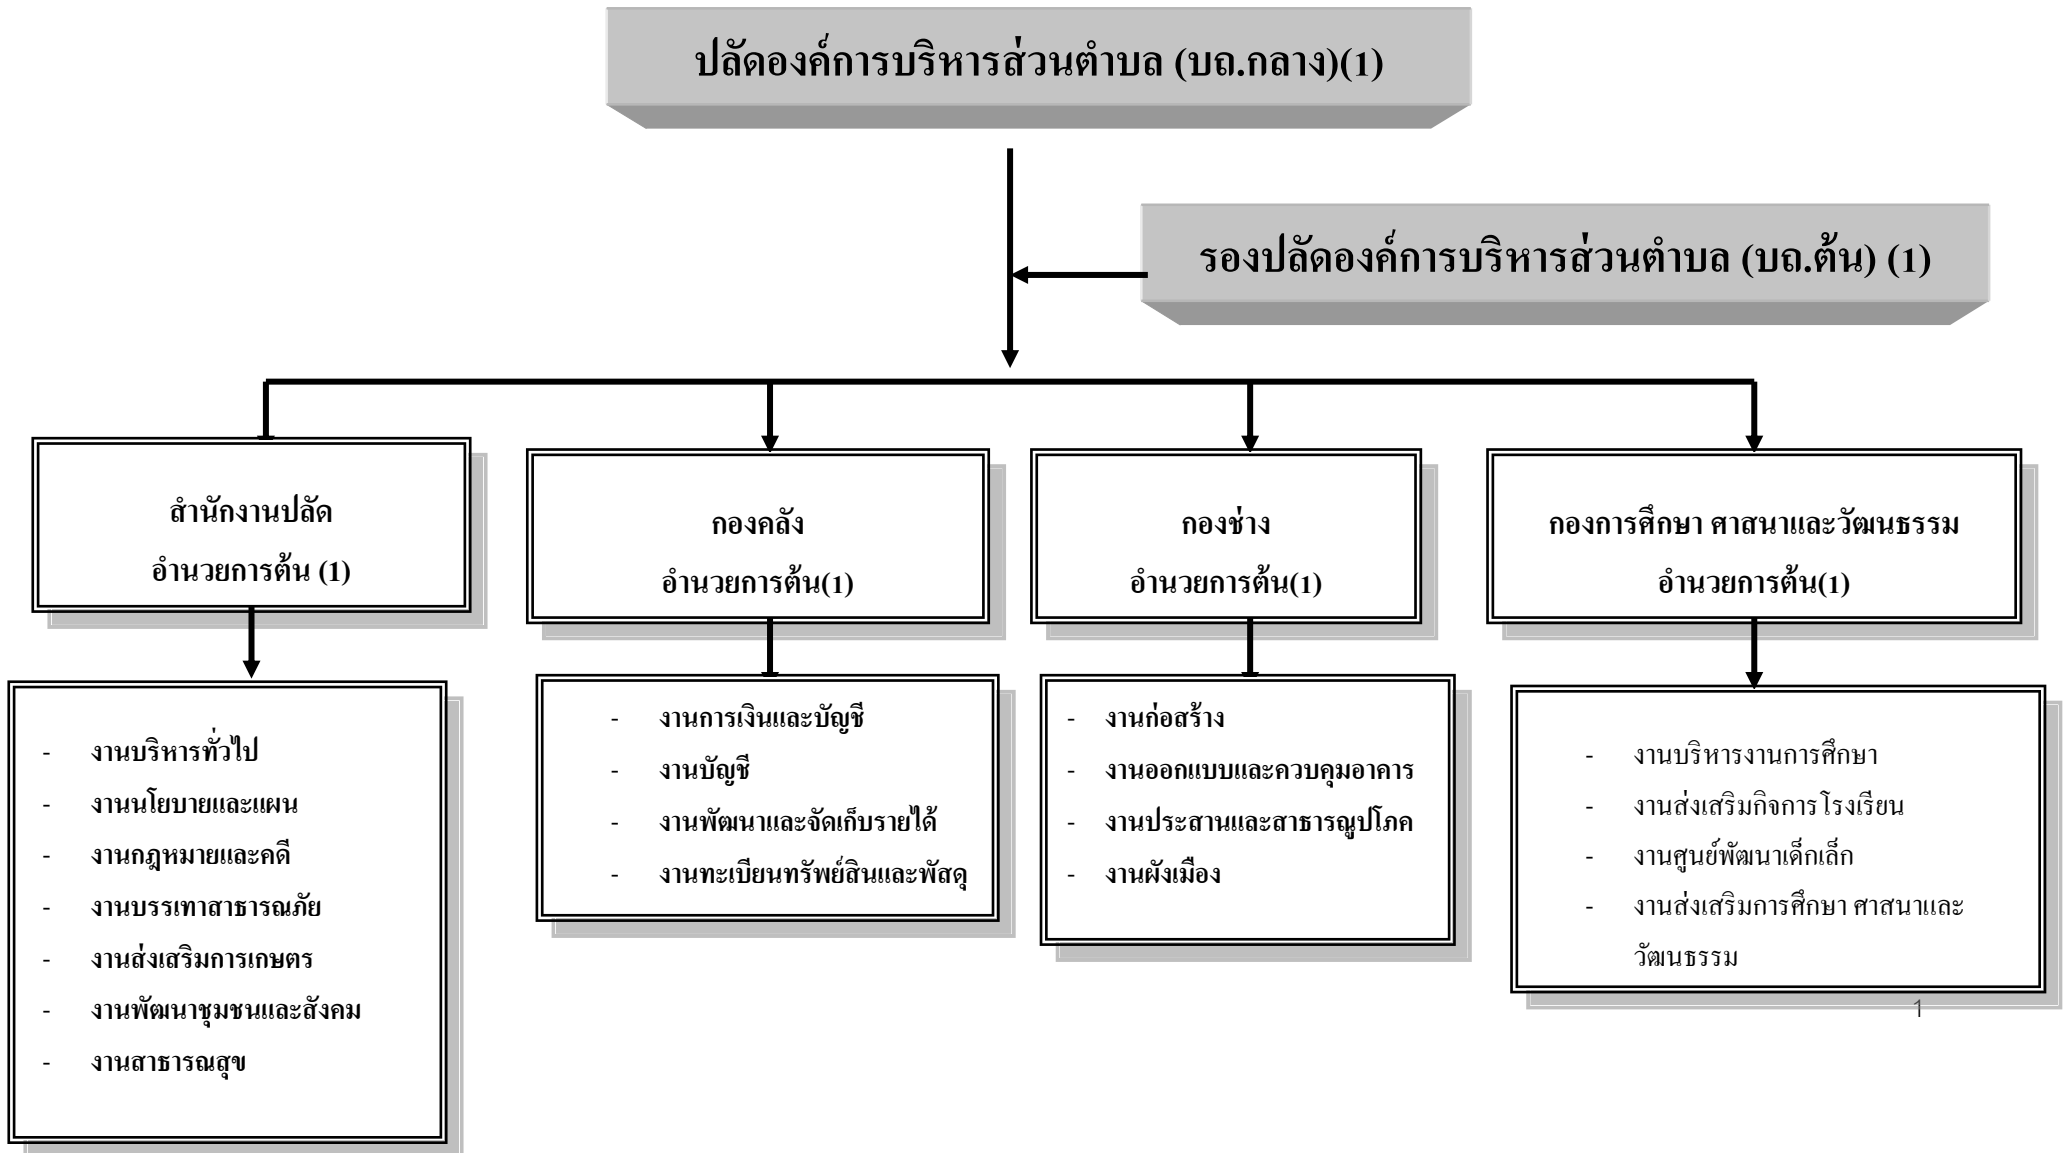 ปลัดองค์การบริหารส่วนตำบล (บถ.กลาง)(1)
รองปลัดองค์การบริหารส่วนตำบล (บถ.ต้น) (1)
สำนักงานปลัด
อำนวยการต้น (1)
กองคลัง
อำนวยการต้น(1)
กองช่าง
อำนวยการต้น(1)
กองการศึกษา ศาสนาและวัฒนธรรม
อำนวยการต้น(1)
- งานบริหารทั่วไป
- งานนโยบายและแผน
- งานกฎหมายและคดี
- งานบรรเทาสาธารณภัย
- งานส่งเสริมการเกษตร
- งานพัฒนาชุมชนและสังคม
- งานสาธารณสุข
- งานการเงินและบัญชี
- งานบัญชี
- งานพัฒนาและจัดเก็บรายได้
- งานทะเบียนทรัพย์สินและพัสดุ
- งานก่อสร้าง
- งานออกแบบและควบคุมอาคาร
- งานประสานและสาธารณูปโภค
- งานผังเมือง
- งานบริหารงานการศึกษา
- งานส่งเสริมกิจการโรงเรียน
- งานศูนย์พัฒนาเด็กเล็ก
- งานส่งเสริมการศึกษา ศาสนาและ
วัฒนธรรม
1